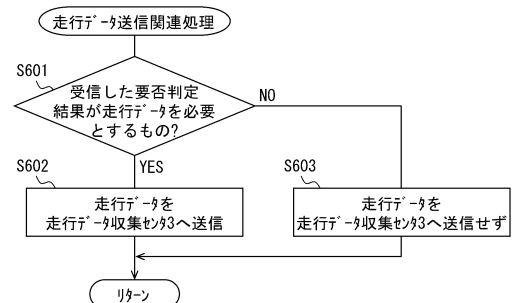 走行ﾃﾞｰﾀ送信関連処理
S601
受信した要否判定
結果が走行ﾃﾞｰﾀを必要
とするもの?
NO
YES
S602
走行ﾃﾞｰﾀを
走行ﾃﾞｰﾀ収集ｾﾝﾀ3へ送信
S603
走行ﾃﾞｰﾀを
走行ﾃﾞｰﾀ収集ｾﾝﾀ3へ送信せず
ﾘﾀｰﾝ